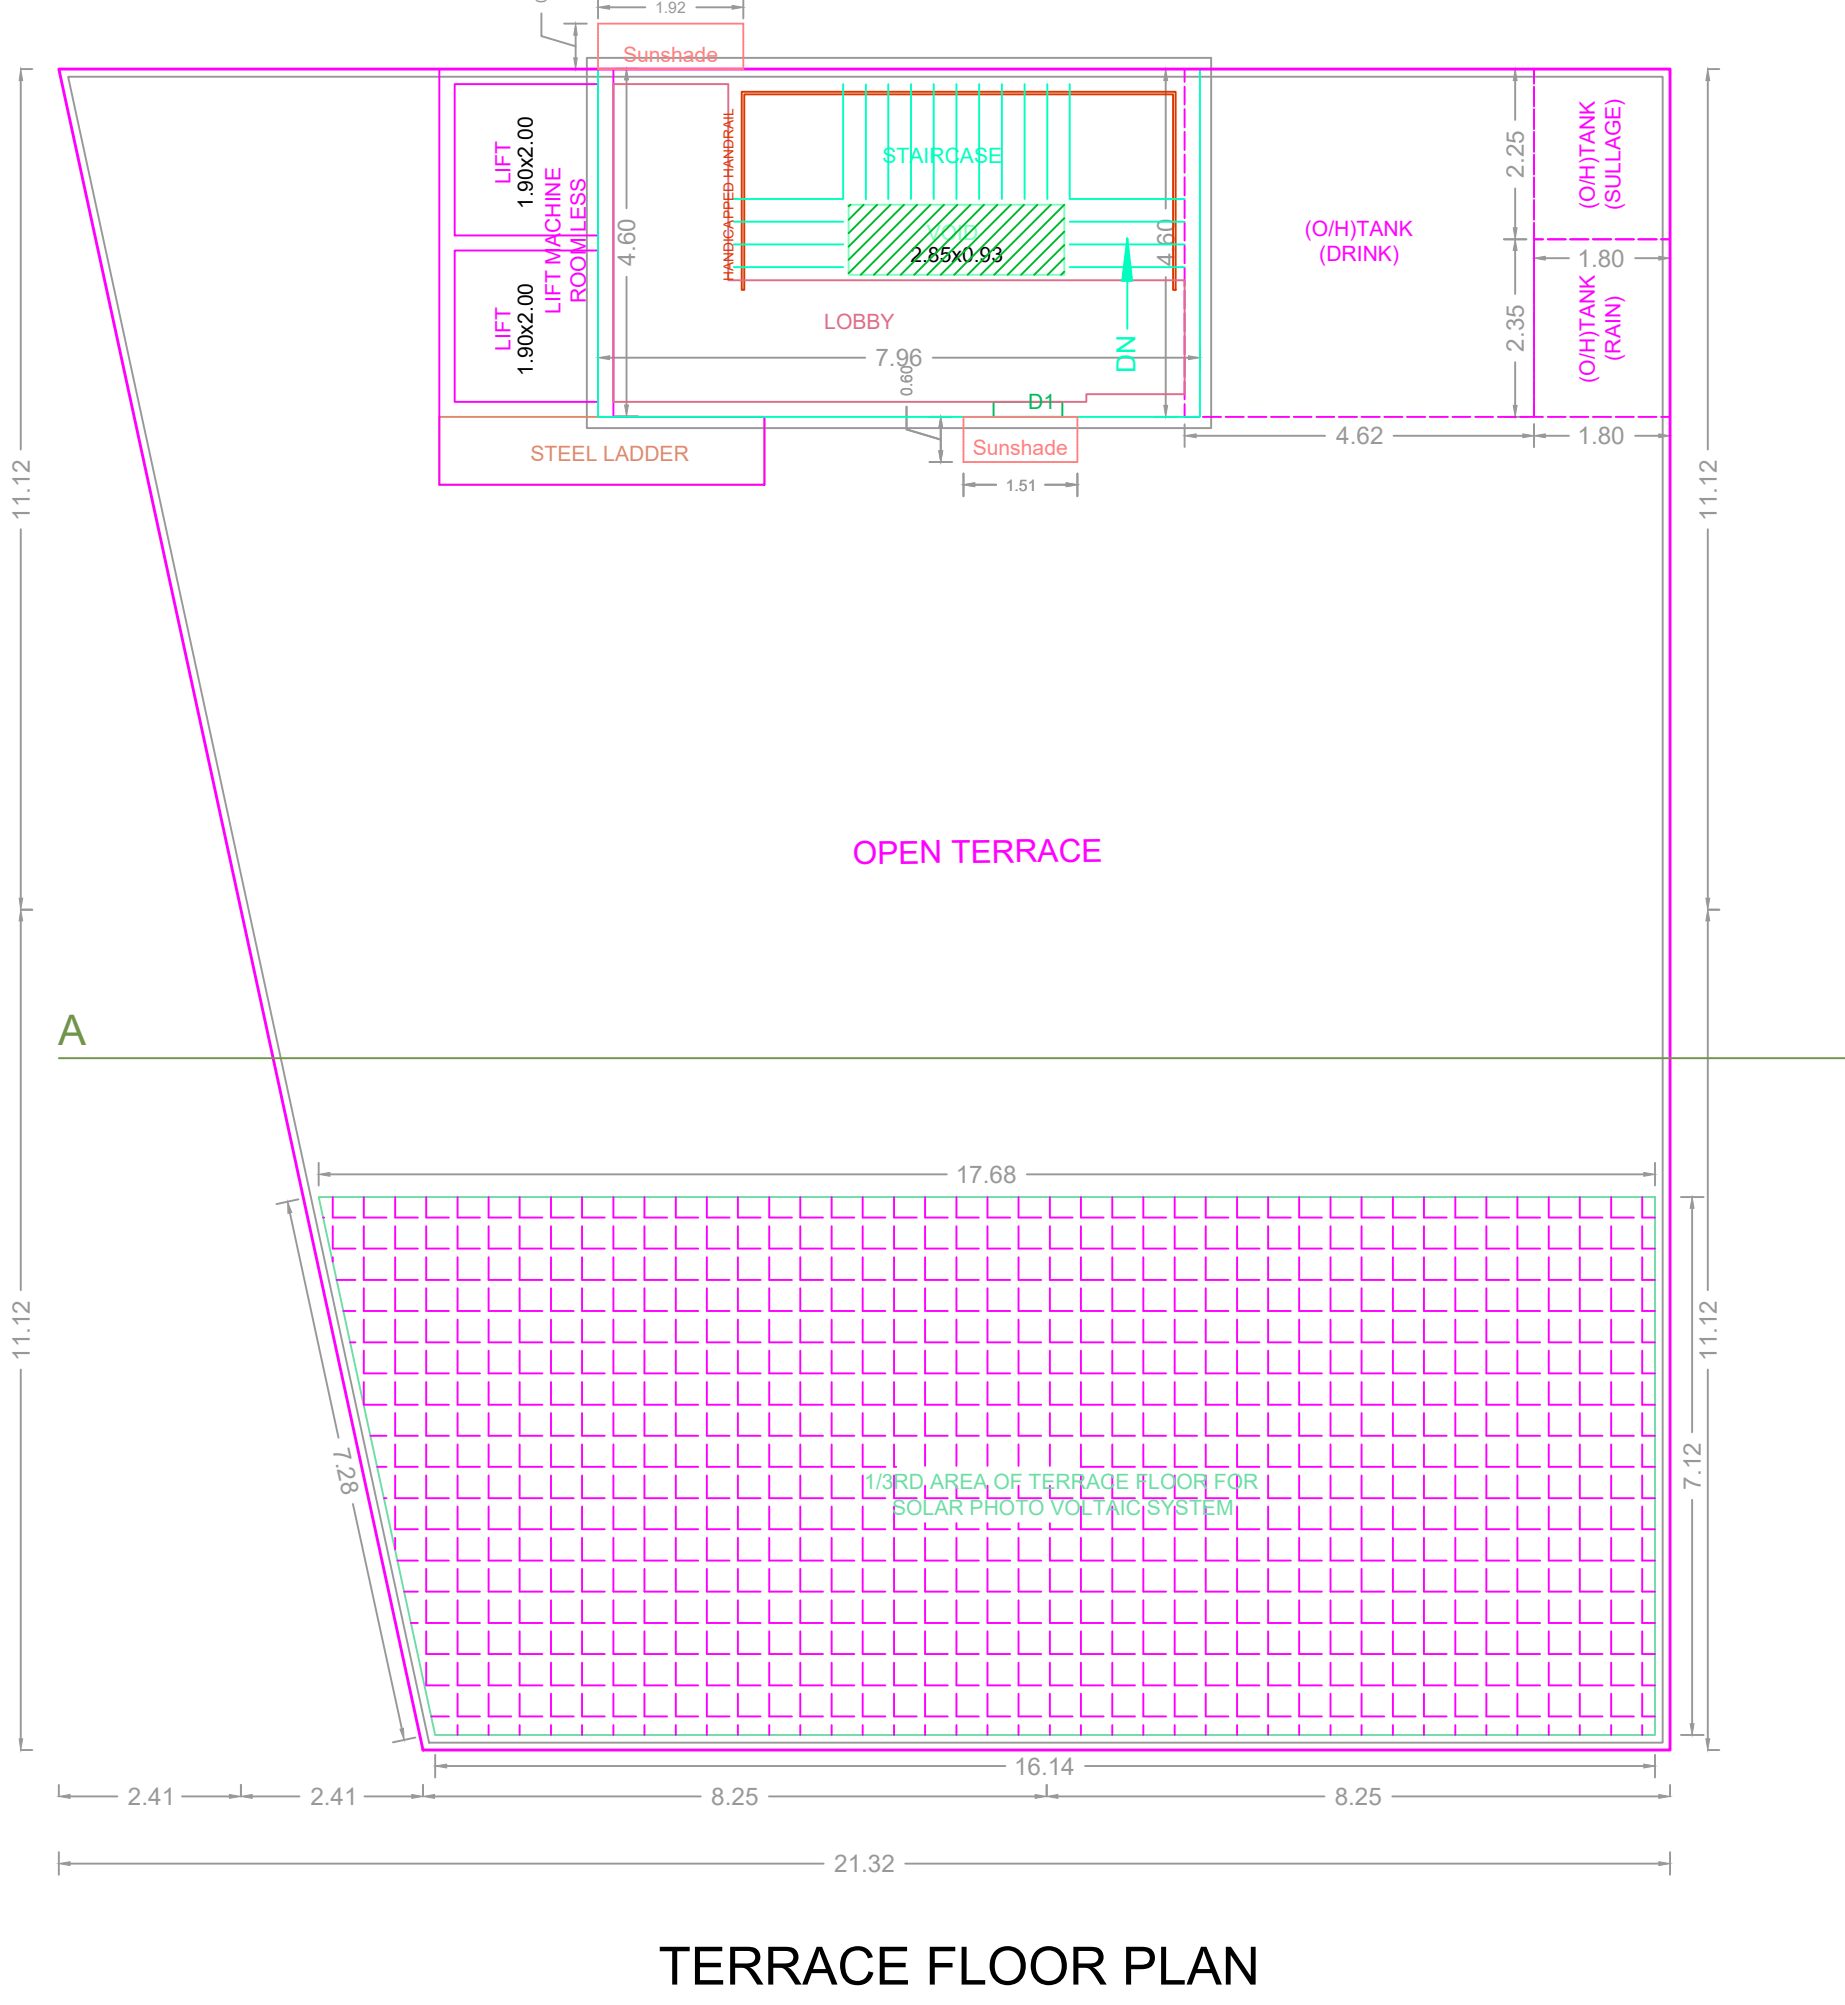 1.92
Sunshade
LIFT
1.90x2.00
LIFT MACHINE
ROOM LESS
LIFT
1.90x2.00
4.60
HANDICAPPED HANDRAIL
STAIRCASE
VOID
2.85x0.93
4.60
LOBBY
7.96
0.60
DN
D1
Sunshade
1.51
STEEL LADDER
(O/H)TANK
(DRINK)
2.25
2.35
(O/H)TANK
(SULLAGE)
1.80
(O/H)TANK
(RAIN)
4.62
1.80
11.12
11.12
OPEN TERRACE
A
17.68
7.28
1/3RD AREA OF TERRACE FLOOR FOR
SOLAR PHOTO VOLTAIC SYSTEM
7.12
11.12
11.12
16.14
2.41
2.41
8.25
8.25
21.32
TERRACE FLOOR PLAN